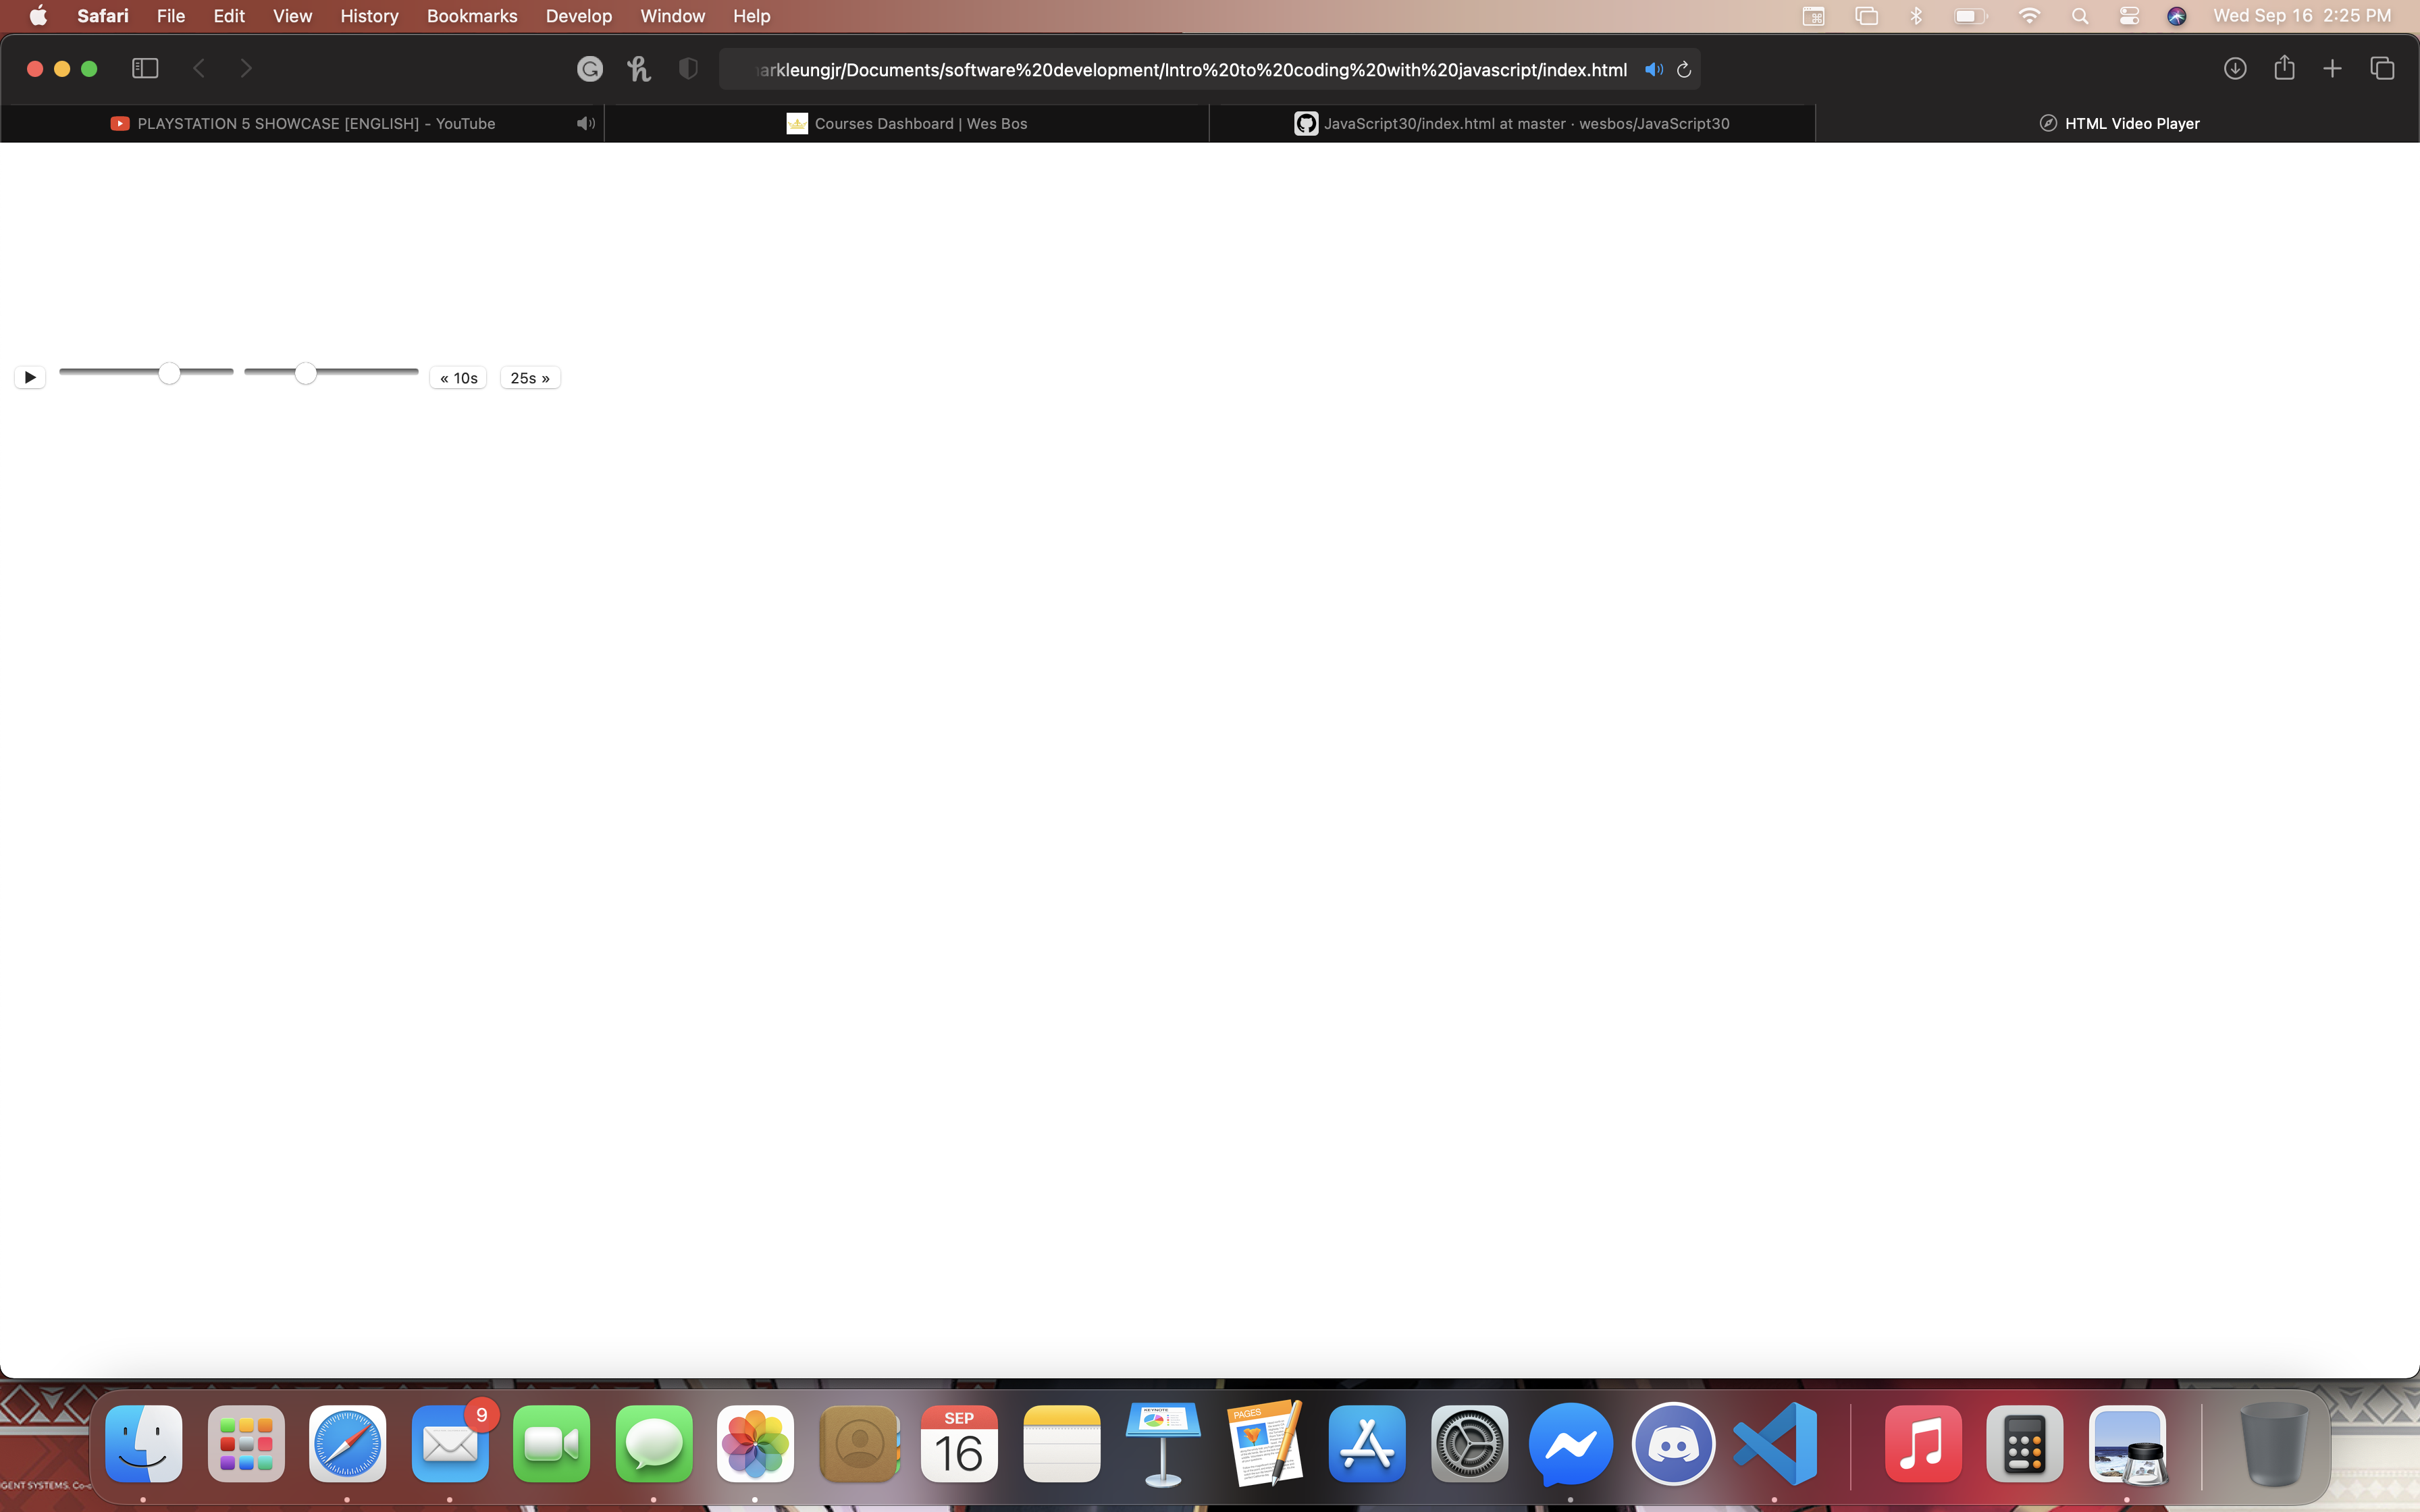 Safari File Edit View History Bookmarks Develop Window Help Wed Sep 16 2:25 PM
arkleungjr/Documents/software%20development/Intro%20to%20coding%20with%20javascript/index.html
PLAYSTATION 5 SHOWCASE [ENGLISH] - YouTube Courses Dashboard | Wes Bos JavaScript30/index.html at master · wesbos/JavaScript30 HTML Video Player
« 10s 25s »
9
SEP
16
KEYNOTE
PAGES
GENT SYSTEMS.